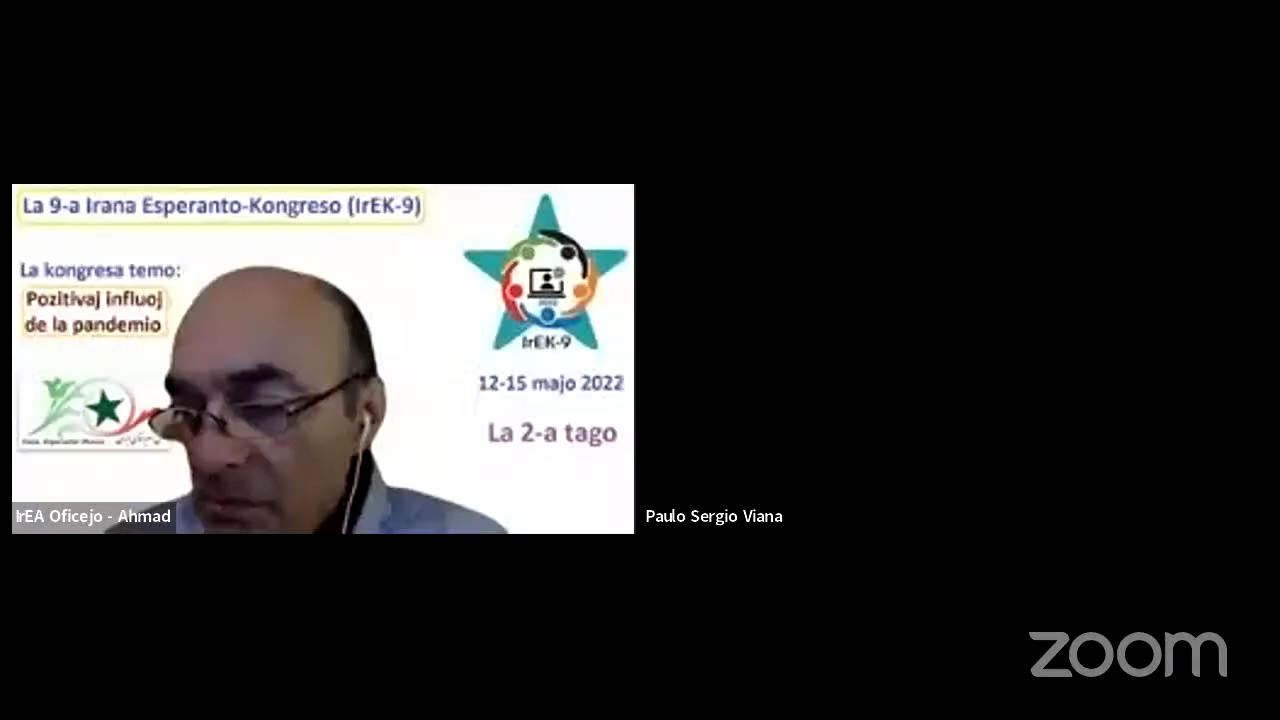 La 9-a Irana Esperanto-Kongreso (IrEK-9)
La kongresa temo:
Pozitivaj influoj
de la pandemio
2022
IrEK-9
12-15 majo 2022
La 2-a tago
IrEA Oficejo - Ahmad
Paulo Sergio Viana
zoom